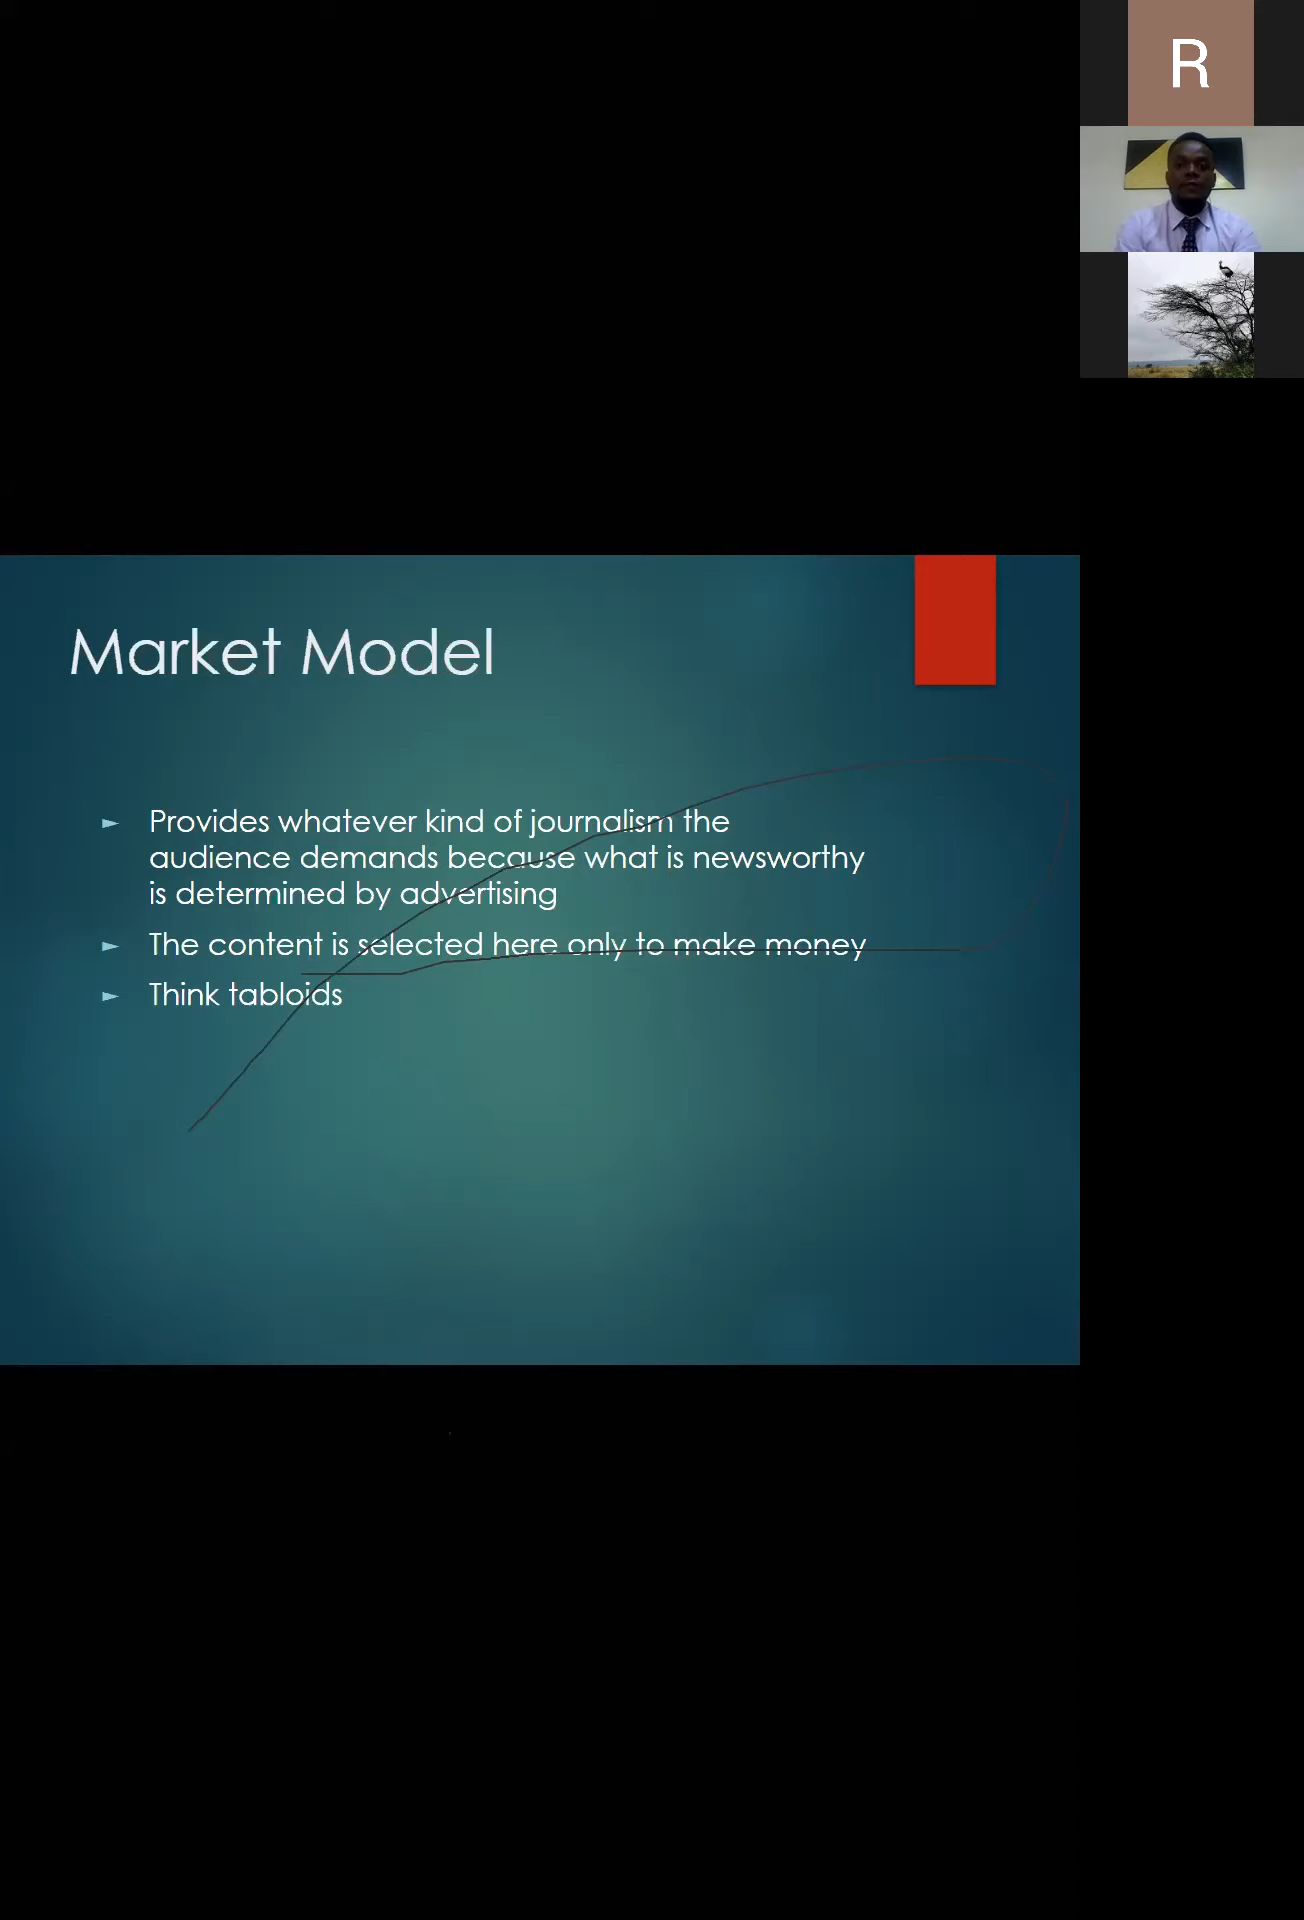 R
Market Model
► Provides whatever kind of journalism the
audience demands because what is newsworthy
is determined by advertising
► The content is selected here only to make money
► Think tabloids